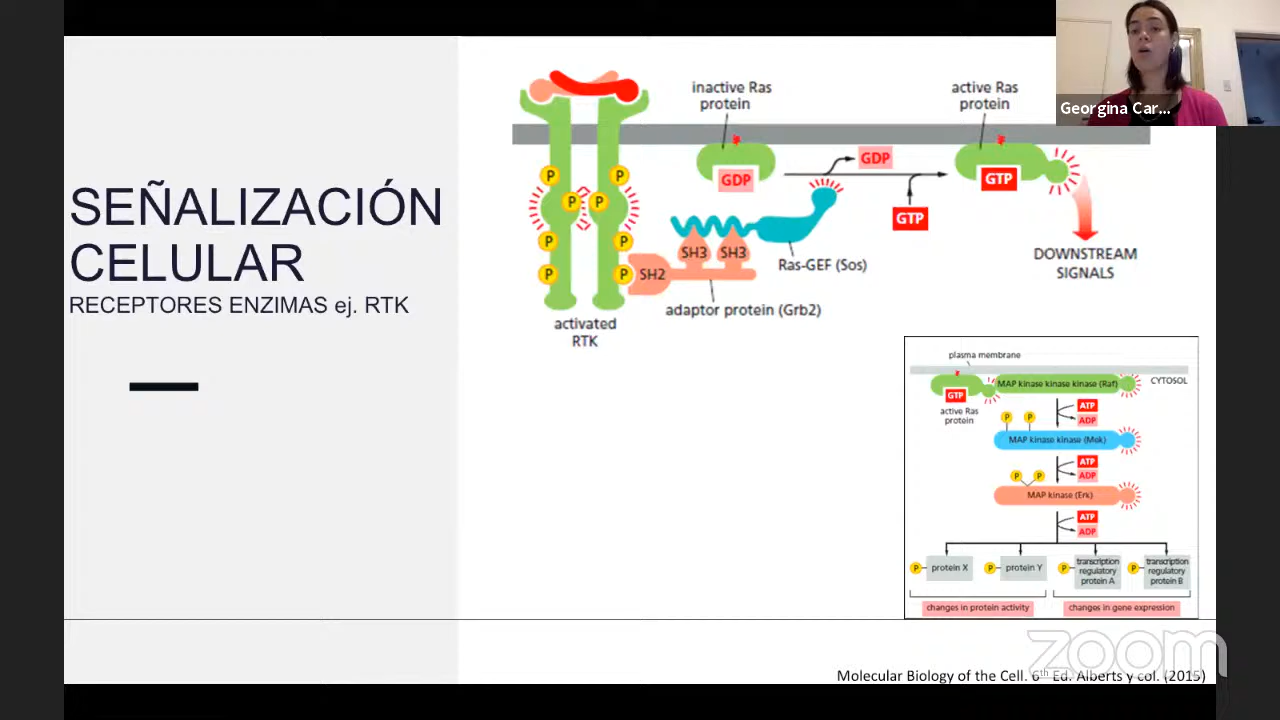 Georgina Car...
SEÑALIZACIÓN
CELULAR
RECEPTORES ENZIMAS ej. RTK
inactive Ras
protein
active Ras
protein
P
P
GDP
GDP
GTP
GTP
P
P
P
P
P
P
SH2
SH3
SH3
Ras-GEF (Sos)
adaptor protein (Grb2)
activated
RTK
DOWNSTREAM
SIGNALS
plasma membrane
CYTOSOL
GTP
active Ras
protein
MAP kinase kinase kinase (Raf)
ATP
ADP
P
P
MAP kinase kinase (Mek)
ATP
ADP
P
P
MAP kinase (Erk)
ATP
ADP
P
protein X
P
protein Y
P
transcription
regulatory
protein A
P
transcription
regulatory
protein B
changes in protein activity
changes in gene expression
zoom
Molecular Biology of the Cell. 6th Ed. Alberts y col. (2015)